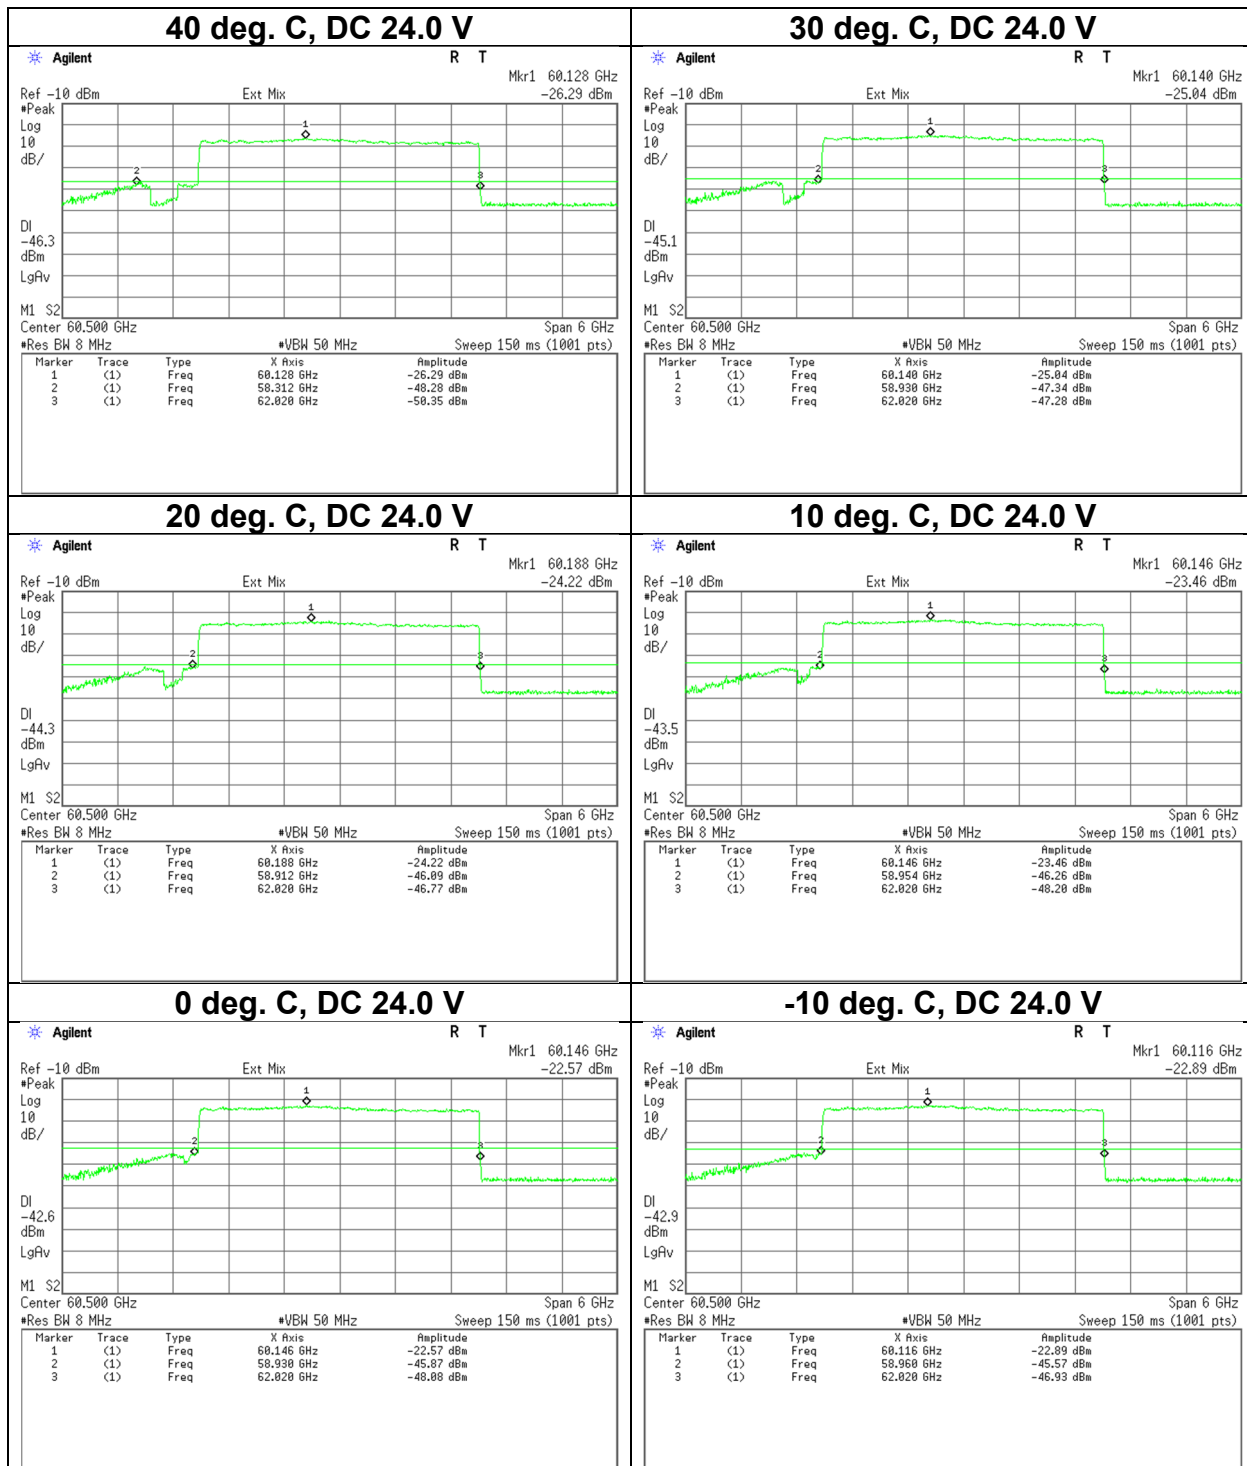 40 deg. C, DC 24.0 V
Agilent R T
Mkr1 60.128 GHz
Ref -10 dBm Ext Mix -26.29 dBm
#Peak
Log
10
dB/
1
2
3
DI
-46.3
dBm
LgAv
M1 S2
Center 60.500 GHz Span 6 GHz
#Res BW 8 MHz #VBW 50 MHz Sweep 150 ms (1001 pts)
Marker Trace Type X Axis Amplitude
1 (1) Freq 60.128 GHz -26.29 dBm
2 (1) Freq 58.312 GHz -48.28 dBm
3 (1) Freq 62.020 GHz -50.35 dBm
30 deg. C, DC 24.0 V
Agilent R T
Mkr1 60.140 GHz
Ref -10 dBm Ext Mix -25.04 dBm
#Peak
Log
10
dB/
1
2
3
DI
-45.1
dBm
LgAv
M1 S2
Center 60.500 GHz Span 6 GHz
#Res BW 8 MHz #VBW 50 MHz Sweep 150 ms (1001 pts)
Marker Trace Type X Axis Amplitude
1 (1) Freq 60.140 GHz -25.04 dBm
2 (1) Freq 58.930 GHz -47.34 dBm
3 (1) Freq 62.020 GHz -47.28 dBm
20 deg. C, DC 24.0 V
Agilent R T
Mkr1 60.188 GHz
Ref -10 dBm Ext Mix -24.22 dBm
#Peak
Log
10
dB/
1
2
3
DI
-44.3
dBm
LgAv
M1 S2
Center 60.500 GHz Span 6 GHz
#Res BW 8 MHz #VBW 50 MHz Sweep 150 ms (1001 pts)
Marker Trace Type X Axis Amplitude
1 (1) Freq 60.188 GHz -24.22 dBm
2 (1) Freq 58.912 GHz -46.09 dBm
3 (1) Freq 62.020 GHz -46.77 dBm
10 deg. C, DC 24.0 V
Agilent R T
Mkr1 60.146 GHz
Ref -10 dBm Ext Mix -23.46 dBm
#Peak
Log
10
dB/
1
2
3
DI
-43.5
dBm
LgAv
M1 S2
Center 60.500 GHz Span 6 GHz
#Res BW 8 MHz #VBW 50 MHz Sweep 150 ms (1001 pts)
Marker Trace Type X Axis Amplitude
1 (1) Freq 60.146 GHz -23.46 dBm
2 (1) Freq 58.954 GHz -46.26 dBm
3 (1) Freq 62.020 GHz -48.20 dBm
0 deg. C, DC 24.0 V
Agilent R T
Mkr1 60.146 GHz
Ref -10 dBm Ext Mix -22.57 dBm
#Peak
Log
10
dB/
1
2
3
DI
-42.6
dBm
LgAv
M1 S2
Center 60.500 GHz Span 6 GHz
#Res BW 8 MHz #VBW 50 MHz Sweep 150 ms (1001 pts)
Marker Trace Type X Axis Amplitude
1 (1) Freq 60.146 GHz -22.57 dBm
2 (1) Freq 58.930 GHz -45.87 dBm
3 (1) Freq 62.020 GHz -48.08 dBm
-10 deg. C, DC 24.0 V
Agilent R T
Mkr1 60.116 GHz
Ref -10 dBm Ext Mix -22.89 dBm
#Peak
Log
10
dB/
1
2
3
DI
-42.9
dBm
LgAv
M1 S2
Center 60.500 GHz Span 6 GHz
#Res BW 8 MHz #VBW 50 MHz Sweep 150 ms (1001 pts)
Marker Trace Type X Axis Amplitude
1 (1) Freq 60.116 GHz -22.89 dBm
2 (1) Freq 58.960 GHz -45.57 dBm
3 (1) Freq 62.020 GHz -46.93 dBm